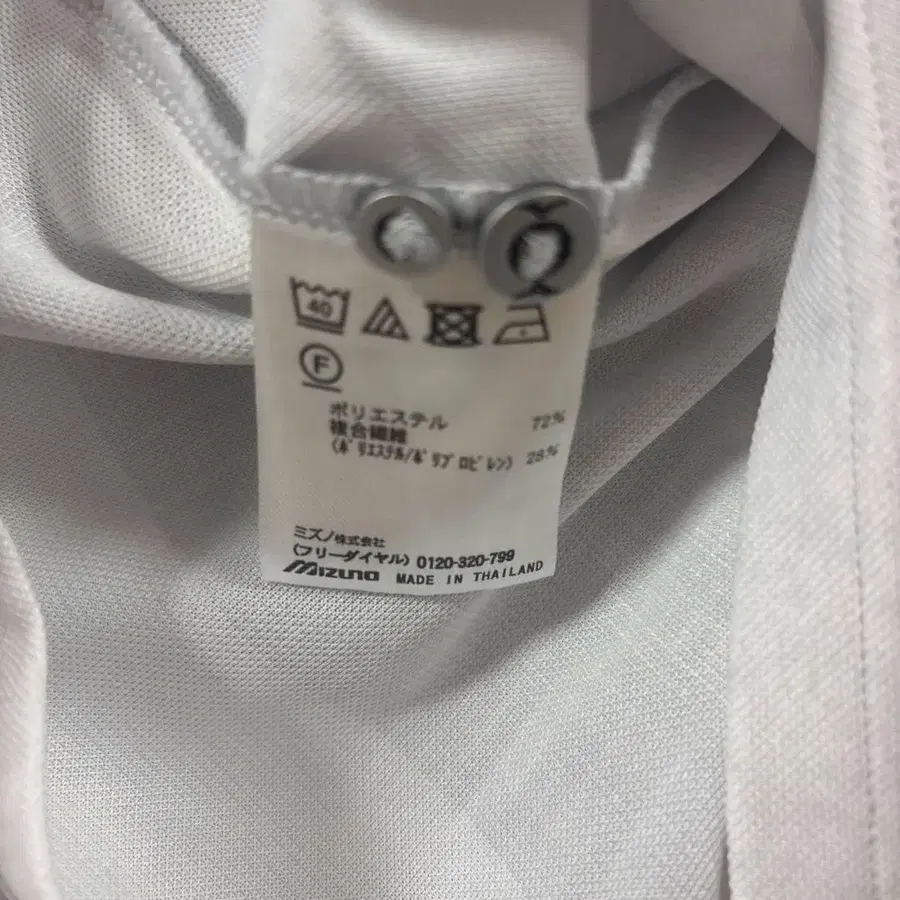 40
F
ポリエステル 72%
複合繊維
(ポリエステル/ポリプロピレン) 28%
ミズノ株式会社
(フリーダイヤル) 0120-320-799
MIZUNO MADE IN THAILAND